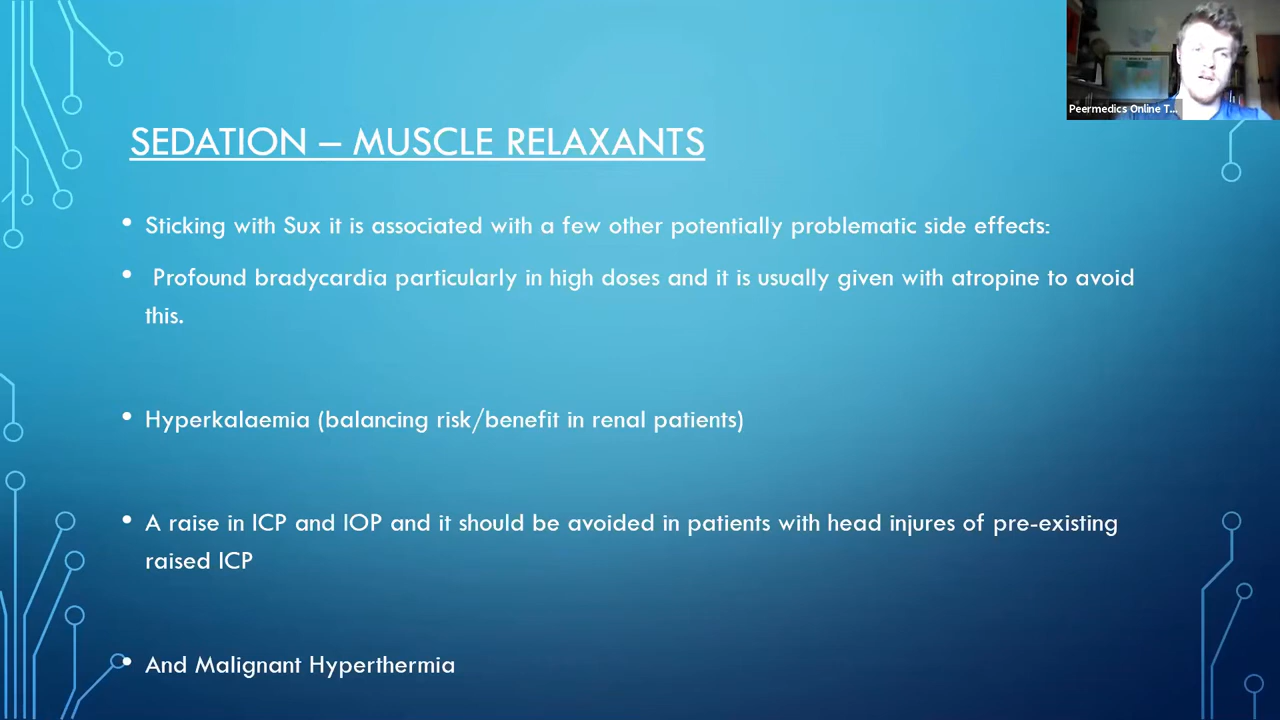 Peermedics Online T...
SEDATION – MUSCLE RELAXANTS
• Sticking with Sux it is associated with a few other potentially problematic side effects:
• Profound bradycardia particularly in high doses and it is usually given with atropine to avoid
this.
• Hyperkalaemia (balancing risk/benefit in renal patients)
• A raise in ICP and IOP and it should be avoided in patients with head injures of pre-existing
raised ICP
• And Malignant Hyperthermia